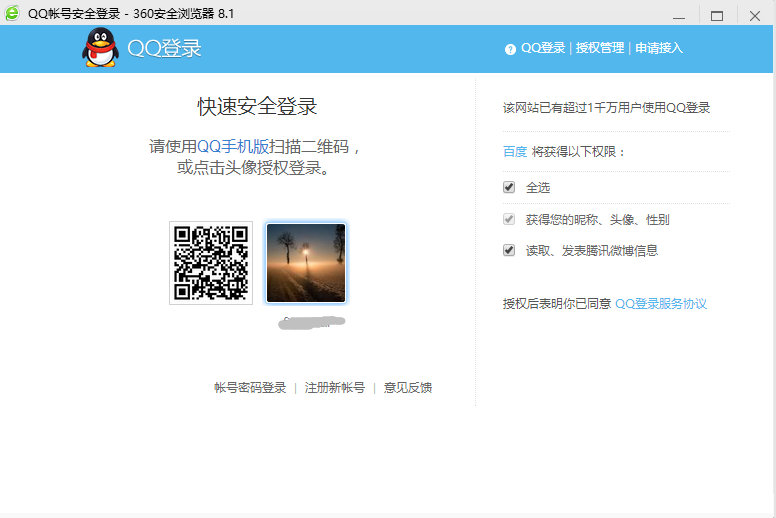 QQ帐号安全登录 - 360安全浏览器 8.1
QQ登录
QQ登录 | 授权管理 | 申请接入
快速安全登录
请使用QQ手机版扫描二维码，
或点击头像授权登录。
帐号密码登录 | 注册新帐号 | 意见反馈
该网站已有超过1千万用户使用QQ登录
百度 将获得以下权限：
全选
获得您的昵称、头像、性别
读取、发表腾讯微博信息
授权后表明你已同意 QQ登录服务协议